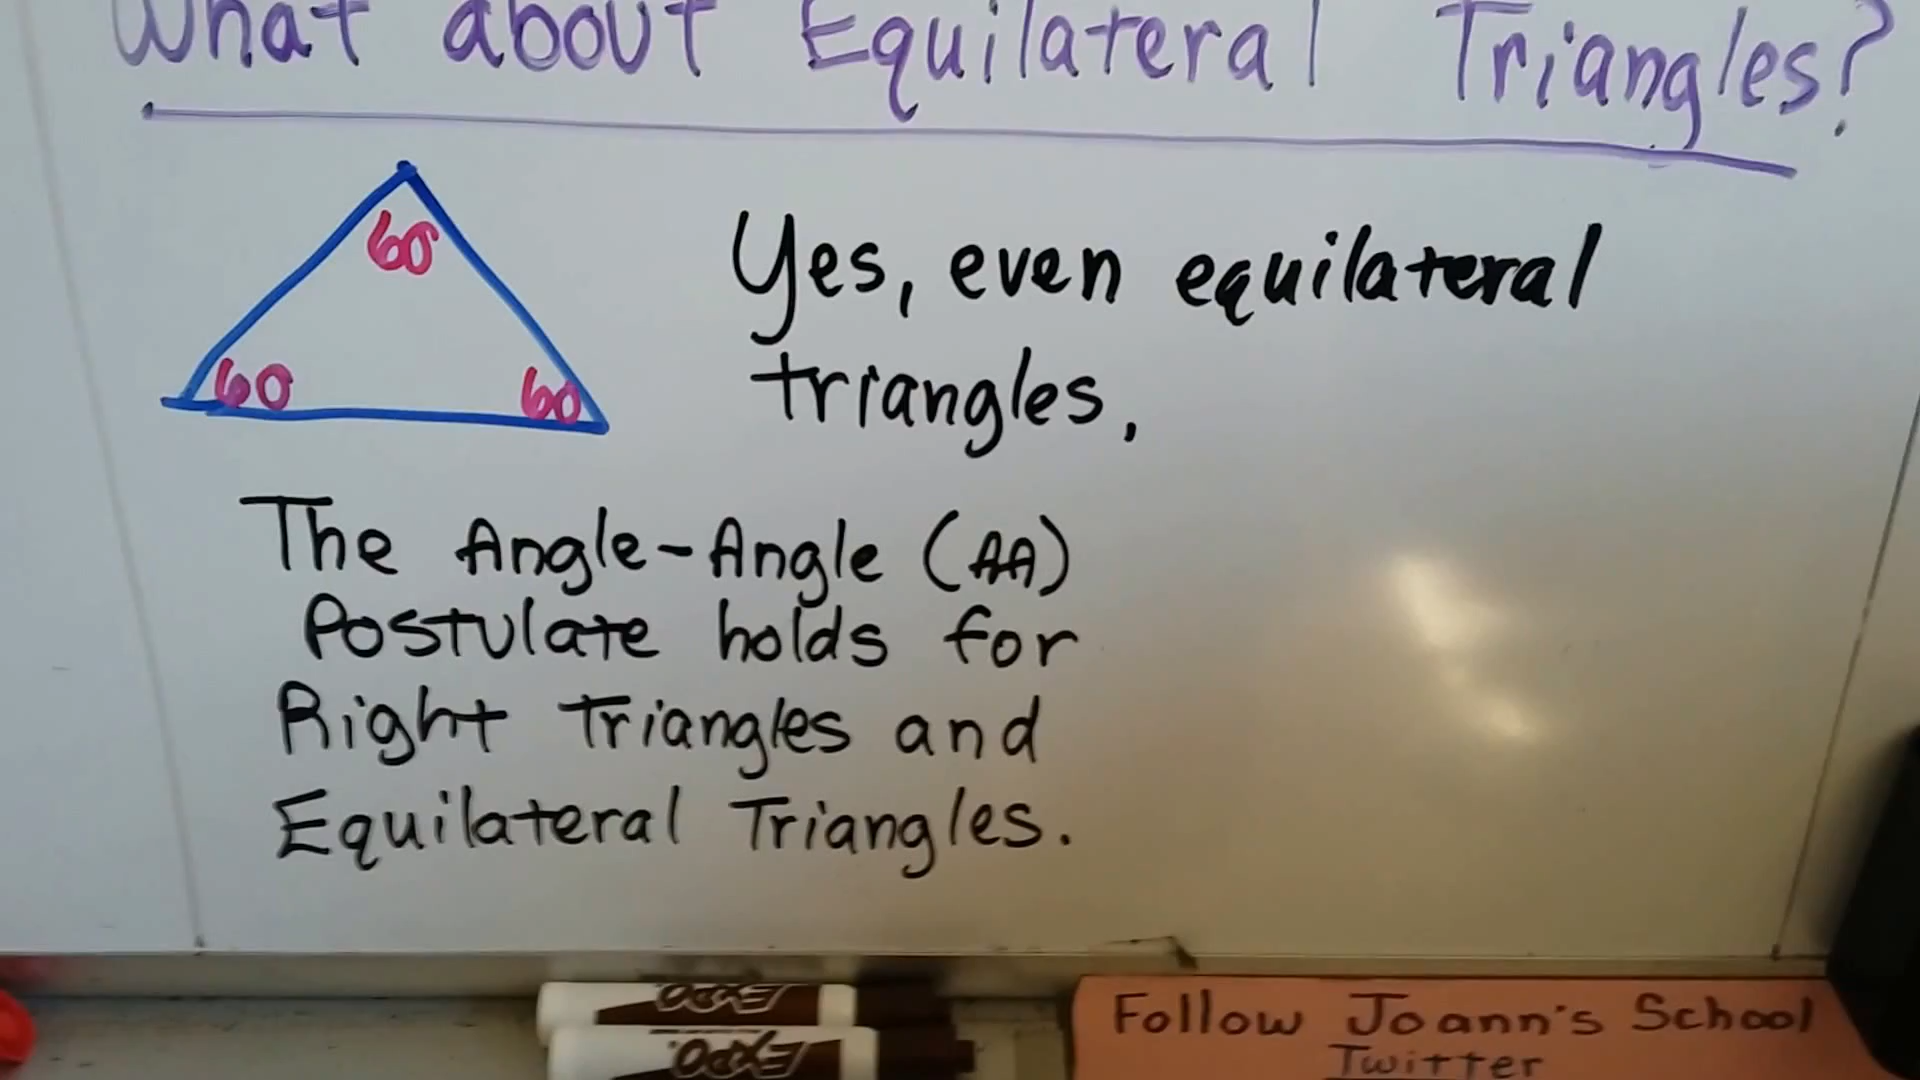 What about Equilateral Triangles?
60
60 60
Yes, even equilateral
triangles.
The Angle-Angle (AA)
Postulate holds for
Right Triangles and
Equilateral Triangles.
EXPO
EXPO
Follow Joann's School
Twitter